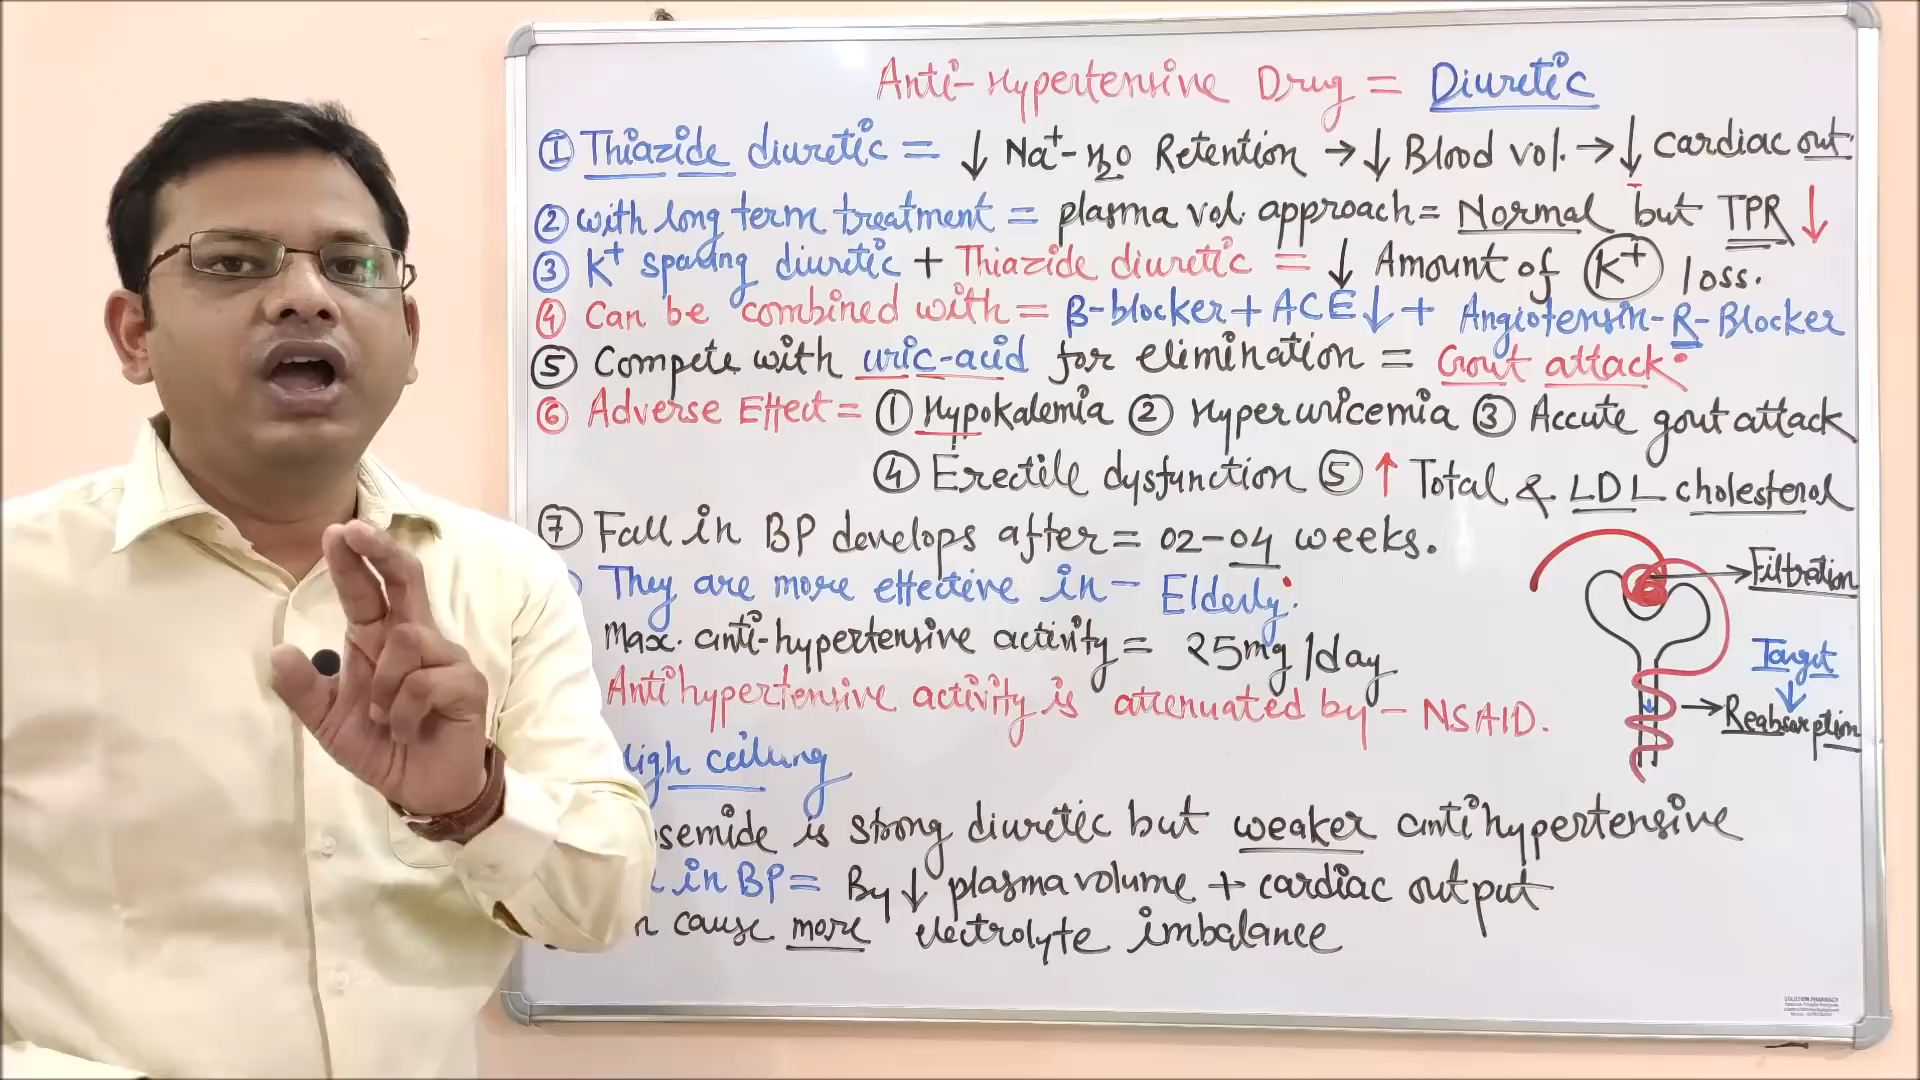 Anti-Hypertensive Drug = Diuretic
① Thiazide diuretic = ↓ Na⁺-H₂O Retention → ↓ Blood vol. → ↓ cardiac out.
② with long term treatment = plasma vol. approach = Normal but TPR ↓
③ K⁺ sparing diuretic + Thiazide diuretic = ↓ Amount of K⁺ loss.
④ Can be combined with = β-blocker + ACE↓ + Angiotensin-R-Blocker
⑤ Compete with uric-acid for elimination = Gout attack.
⑥ Adverse Effect = ① Hypokalemia ② Hyperuricemia ③ Accute gout attack
④ Erectile dysfunction ⑤ ↑ Total & LDL cholesterol
⑦ Fall in BP develops after = 02-04 weeks.
They are more effective in - Elderly.
Max. anti-hypertensive activity = 25mg/day
Antihypertensive activity is attenuated by - NSAID.
High ceilung
semide is strong diuretic but weaker antihypertensive
in BP = By ↓ plasma volume + cardiac output
cause more electrolyte imbalance
Filtration
Target
↓
Reabsorption
SOLUTION PHARMACY